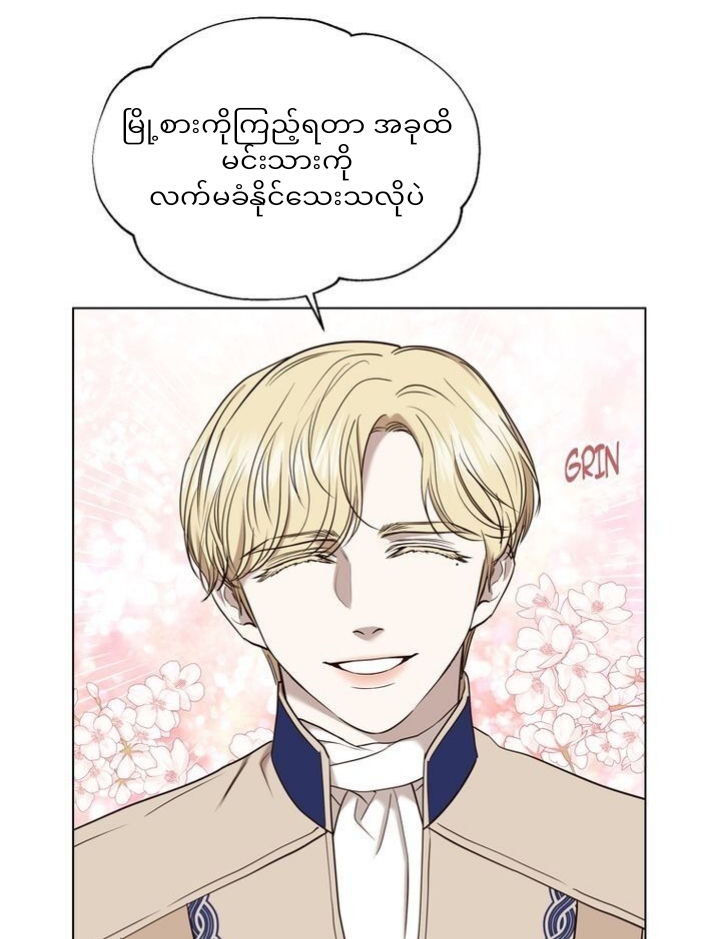 မြို့စားကိုကြည့်ရတာ အခုထိ
မင်းသားကို
လက်မခံနိုင်သေးသလိုပဲ
GRIN